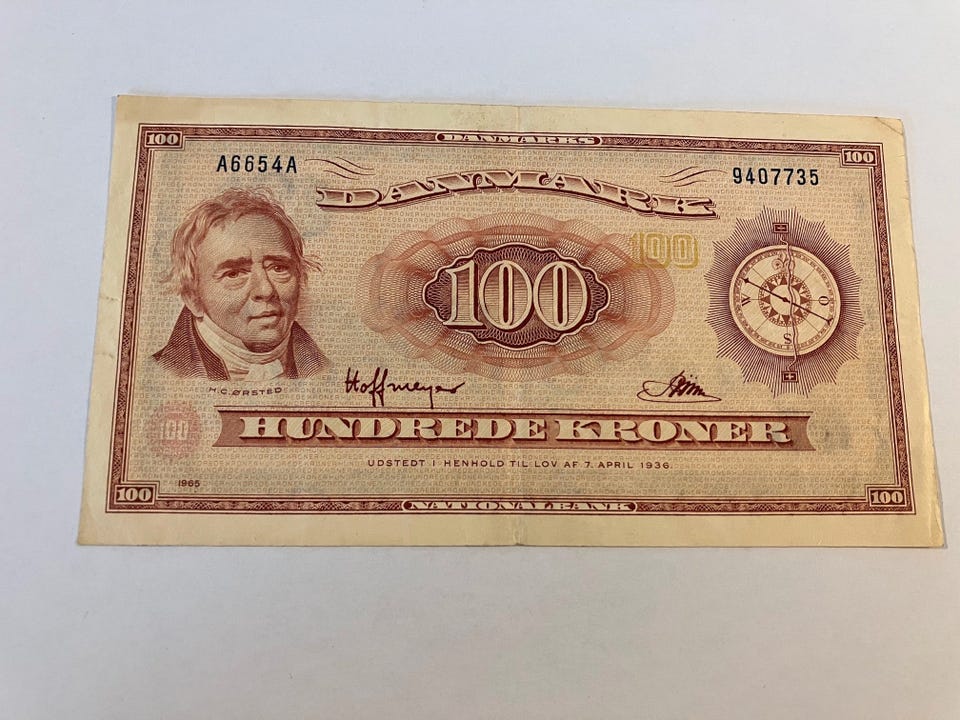 100 DANMARKS 100
A6654A 9407735
DANMARK
100
100
V O
S
H.C.ØRSTED Hoffmeyer
100 HUNDREDE KRONER
UDSTEDT I HENHOLD TIL LOV AF 7. APRIL 1936.
1965
100 NATIONALBANK 100